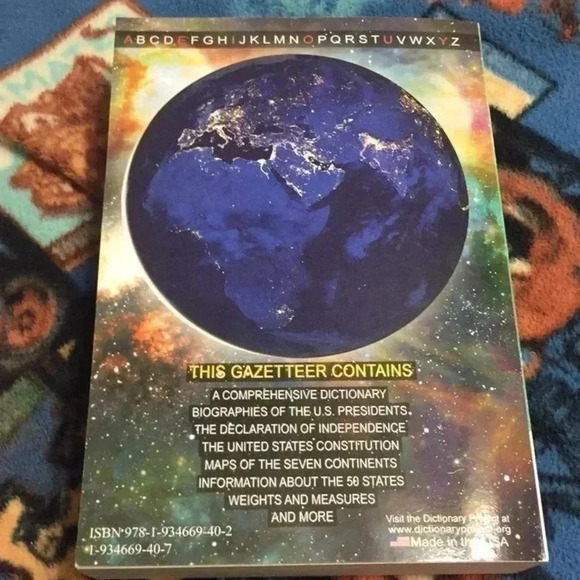 ABCDEFGHIJKLMNOPQRSTUVWXYZ
THIS GAZETTEER CONTAINS
A COMPREHENSIVE DICTIONARY
BIOGRAPHIES OF THE U.S. PRESIDENTS
THE DECLARATION OF INDEPENDENCE
THE UNITED STATES CONSTITUTION
MAPS OF THE SEVEN CONTINENTS
INFORMATION ABOUT THE 50 STATES
WEIGHTS AND MEASURES
AND MORE
ISBN 978-1-934669-40-2
1-934669-40-7
Visit the Dictionary Project at
www.dictionaryproject.org
Made in the USA